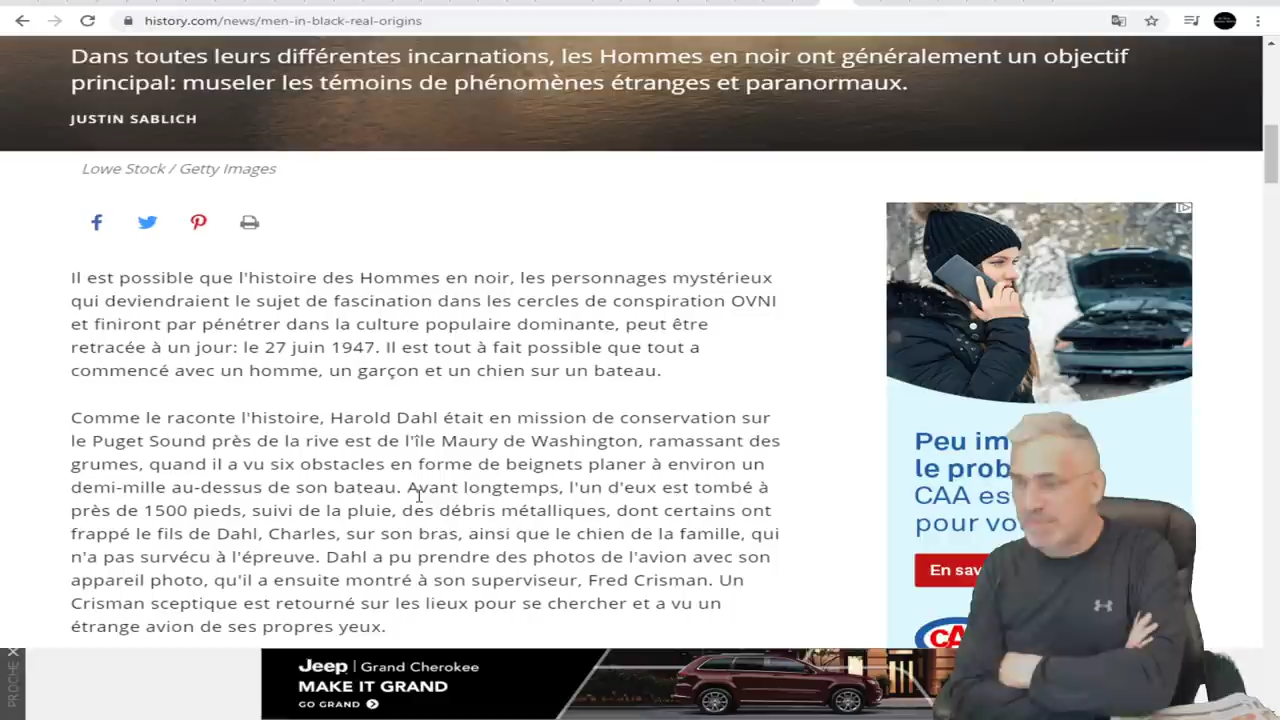 history.com/news/men-in-black-real-origins
Dans toutes leurs différentes incarnations, les Hommes en noir ont généralement un objectif
principal: museler les témoins de phénomènes étranges et paranormaux.
JUSTIN SABLICH
Lowe Stock / Getty Images
Il est possible que l'histoire des Hommes en noir, les personnages mystérieux
qui deviendraient le sujet de fascination dans les cercles de conspiration OVNI
et finiront par pénétrer dans la culture populaire dominante, peut être
retracée à un jour: le 27 juin 1947. Il est tout à fait possible que tout a
commencé avec un homme, un garçon et un chien sur un bateau.
Comme le raconte l'histoire, Harold Dahl était en mission de conservation sur
le Puget Sound près de la rive est de l'île Maury de Washington, ramassant des
grumes, quand il a vu six obstacles en forme de beignets planer à environ un
demi-mille au-dessus de son bateau. Avant longtemps, l'un d'eux est tombé à
près de 1500 pieds, suivi de la pluie, des débris métalliques, dont certains ont
frappé le fils de Dahl, Charles, sur son bras, ainsi que le chien de la famille, qui
n'a pas survécu à l'épreuve. Dahl a pu prendre des photos de l'avion avec son
appareil photo, qu'il a ensuite montré à son superviseur, Fred Crisman. Un
Crisman sceptique est retourné sur les lieux pour se chercher et a vu un
étrange avion de ses propres yeux.
Peu im
le prob
CAA es
pour vo
En sav
CA
PROCHE
Jeep | Grand Cherokee
MAKE IT GRAND
GO GRAND